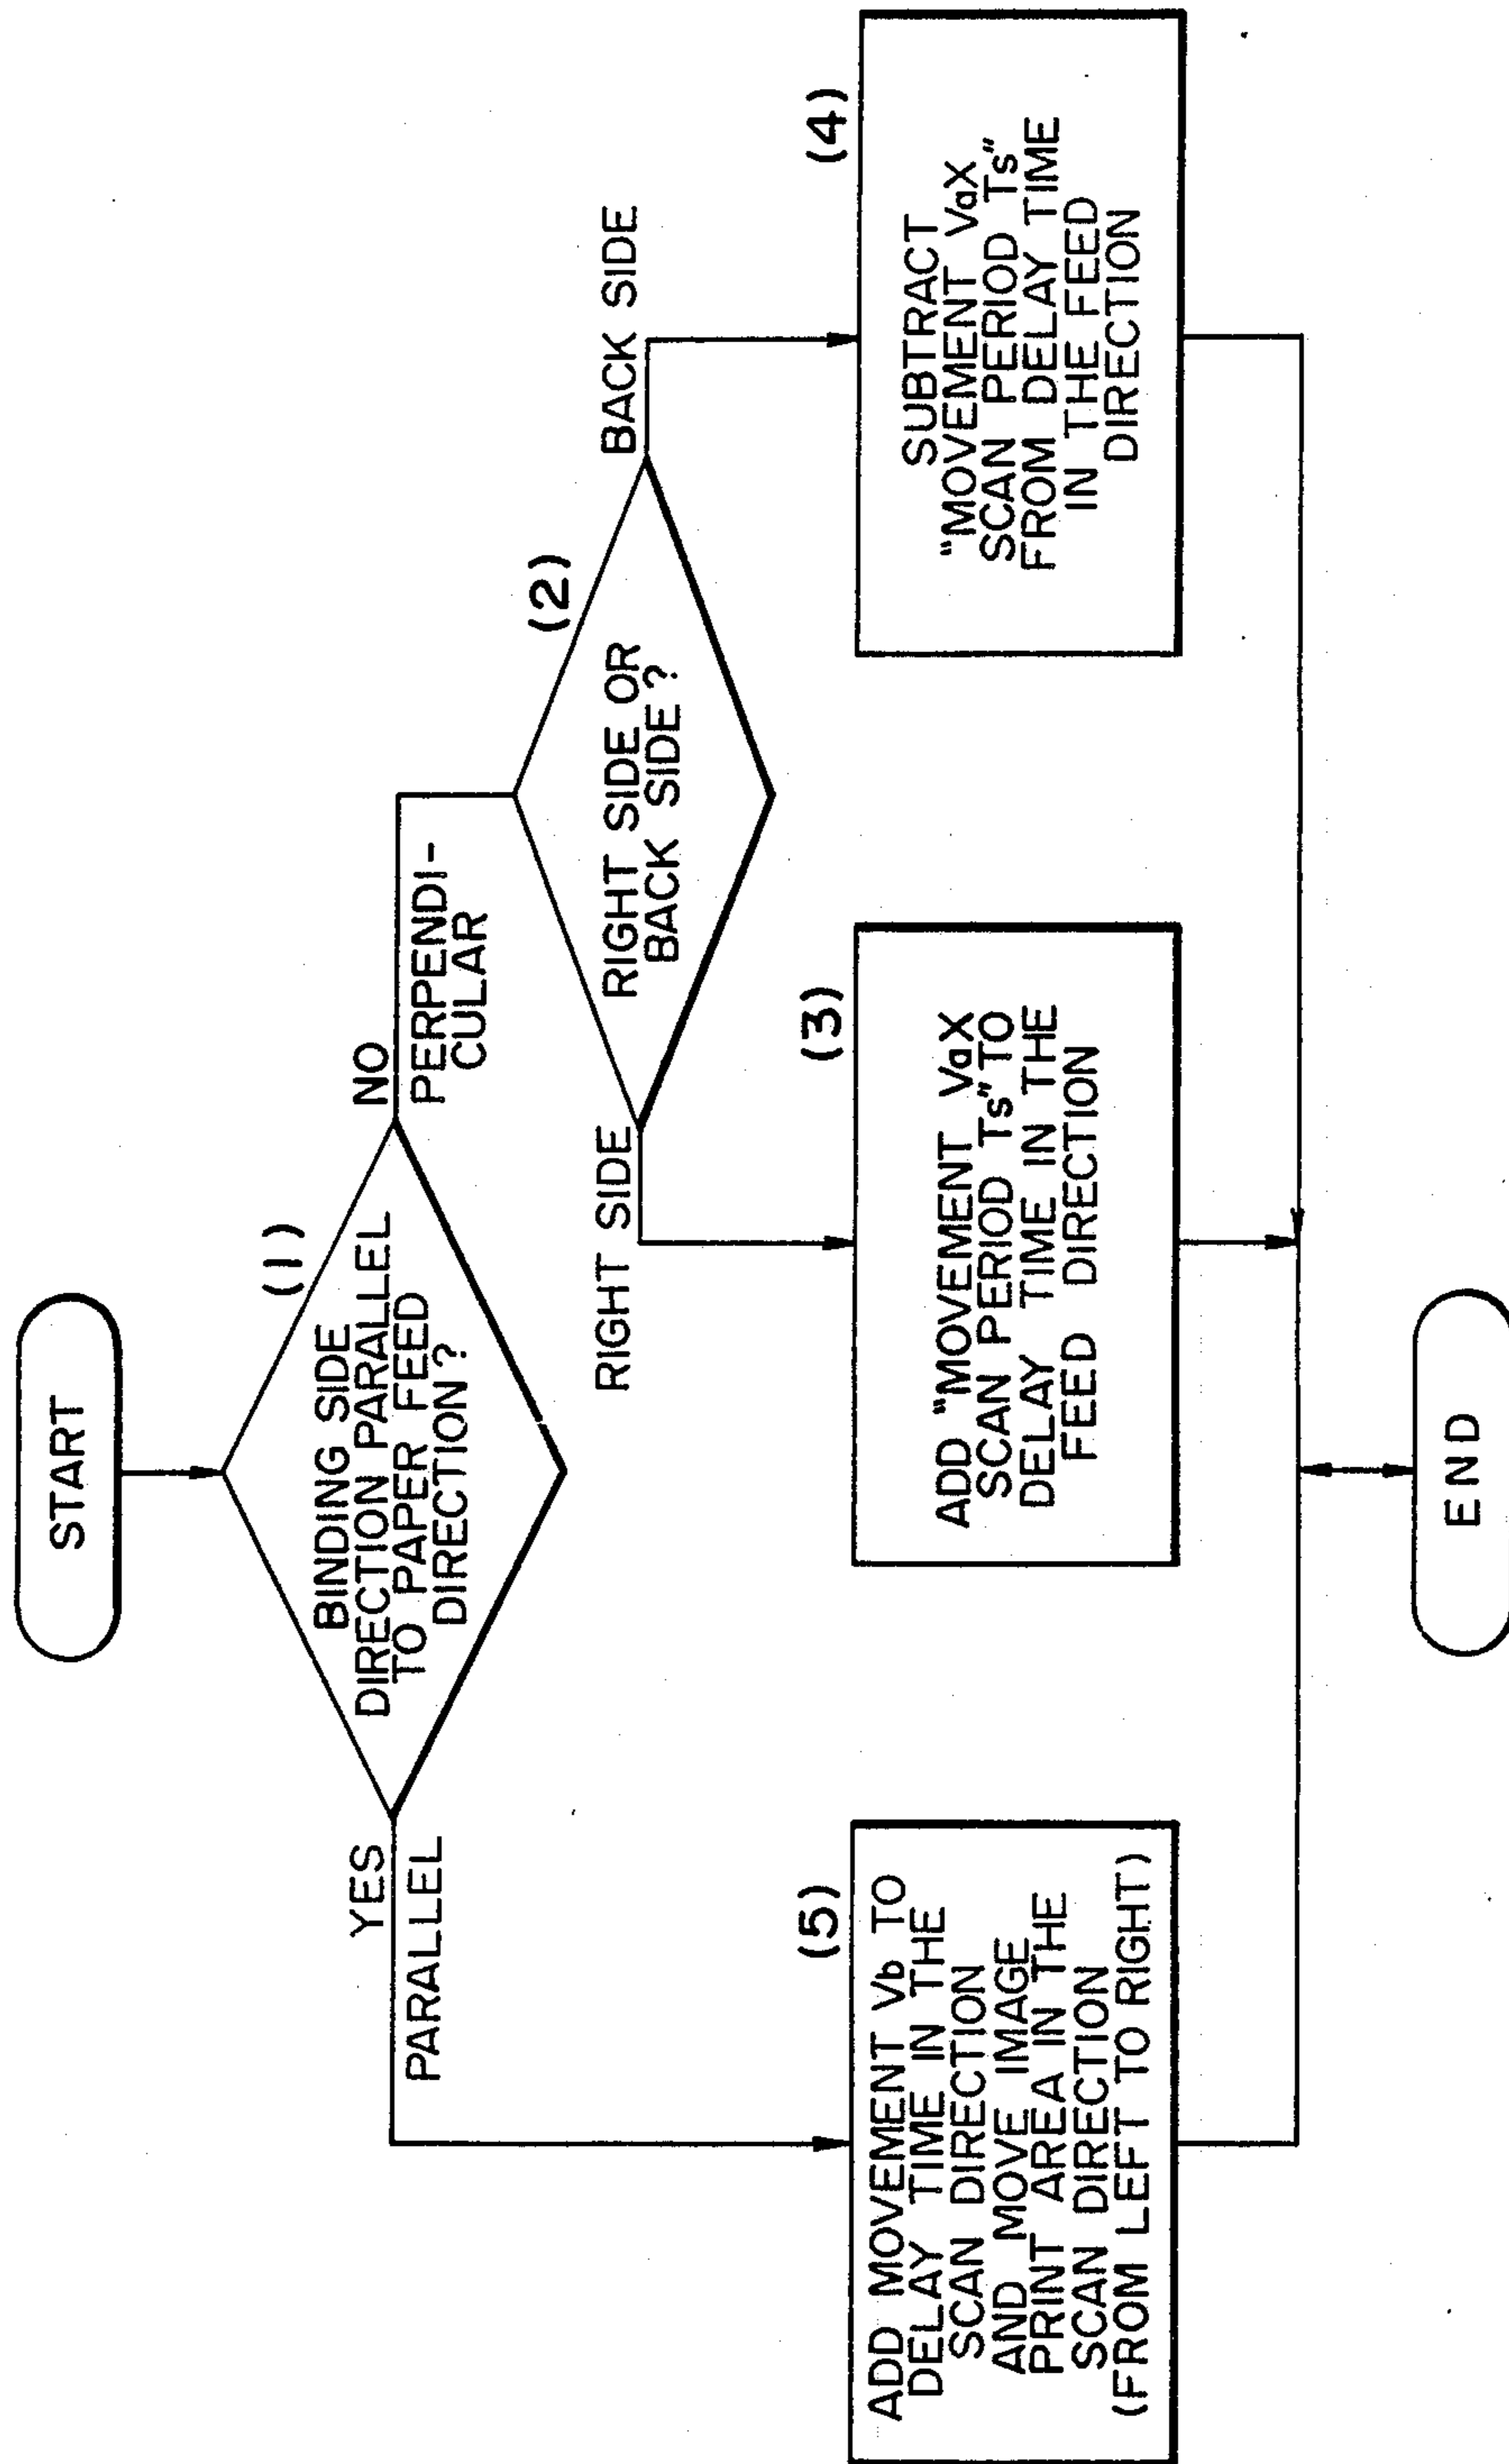 START
(1)
BINDING SIDE
DIRECTION PARALLEL
TO PAPER FEED
DIRECTION?
YES
PARALLEL
NO
PERPENDI-
CULAR
(2)
RIGHT SIDE OR
BACK SIDE?
RIGHT SIDE
BACK SIDE
(5)
ADD MOVEMENT Vb TO
DELAY TIME IN THE
SCAN DIRECTION
AND MOVE IMAGE
PRINT AREA IN THE
SCAN DIRECTION
(FROM LEFT TO RIGHT)
(3)
ADD "MOVEMENT VaX
SCAN PERIOD Ts" TO
DELAY TIME IN THE
FEED DIRECTION
(4)
SUBTRACT
"MOVEMENT VaX
SCAN PERIOD Ts"
FROM DELAY TIME
IN THE FEED
DIRECTION
END